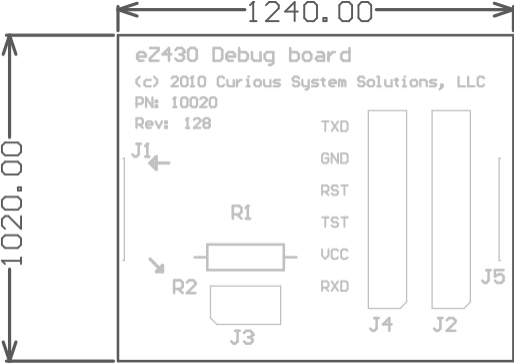 1240.00
eZ430 Debug board
(c) 2010 Curious System Solutions, LLC
PN: 10020
Rev: 128
J1
TXD
GND
RST
TST
VCC
RXD
R1
R2
J3
J4
J2
J5
1020.00